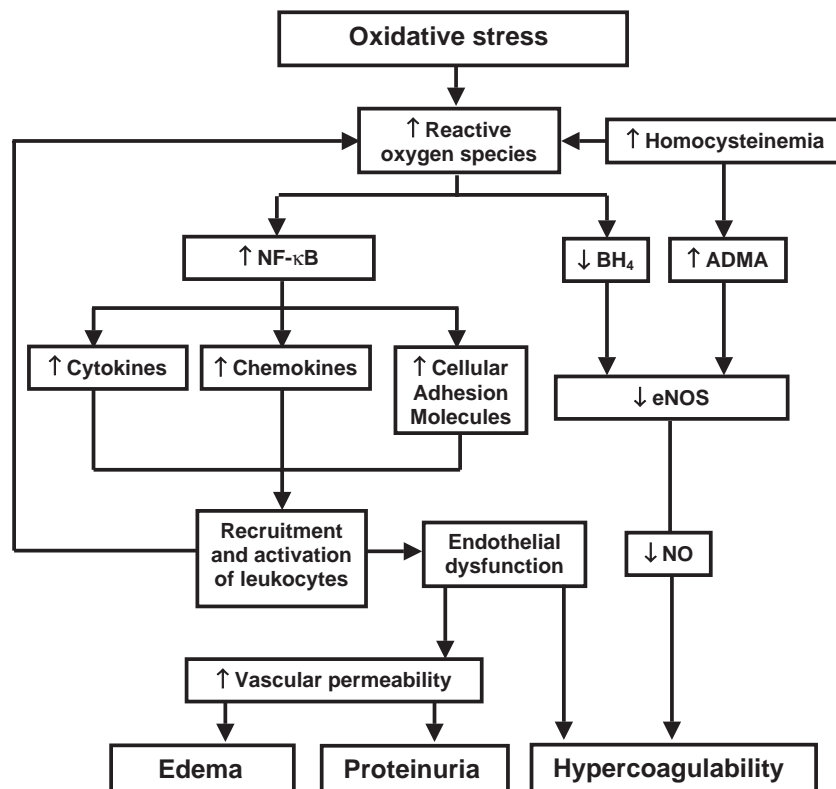 Oxidative stress
↑ Reactive
oxygen species
↑ Homocysteinemia
↑ NF-κB
↓ BH₄
↑ ADMA
↑ Cytokines
↑ Chemokines
↑ Cellular
Adhesion
Molecules
↓ eNOS
Recruitment
and activation
of leukocytes
Endothelial
dysfunction
↓ NO
↑ Vascular permeability
Edema
Proteinuria
Hypercoagulability